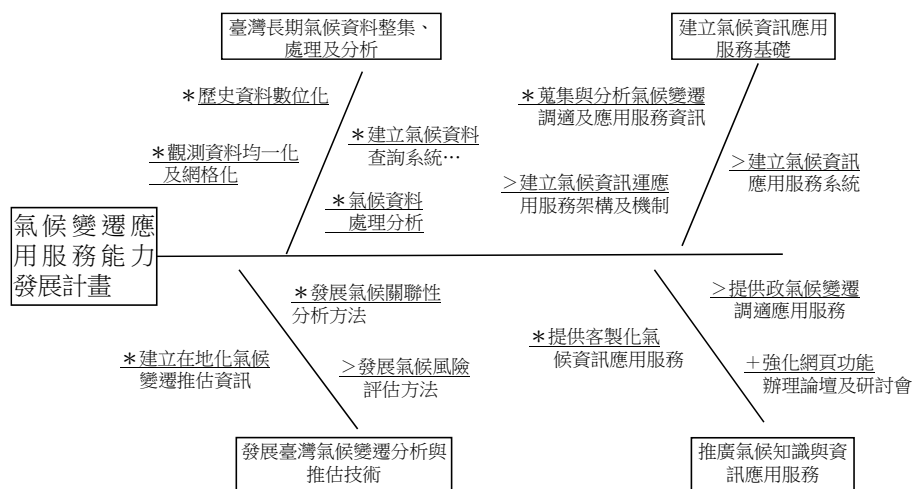 臺灣長期氣候資料整集、
處理及分析
建立氣候資訊應用
服務基礎
＊歷史資料數位化
＊觀測資料均一化
及網格化
＊建立氣候資料
查詢系統…
＊氣候資料
處理分析
＊蒐集與分析氣候變遷
調適及應用服務資訊
＞建立氣候資訊運應
用服務架構及機制
＞建立氣候資訊
應用服務系統
氣候變遷應
用服務能力
發展計畫
＊發展氣候關聯性
分析方法
＊建立在地化氣候
變遷推估資訊
＞發展氣候風險
評估方法
＞提供政氣候變遷
調適應用服務
＊提供客製化氣
候資訊應用服務
＋強化網頁功能
辦理論壇及研討會
發展臺灣氣候變遷分析與
推估技術
推廣氣候知識與資
訊應用服務